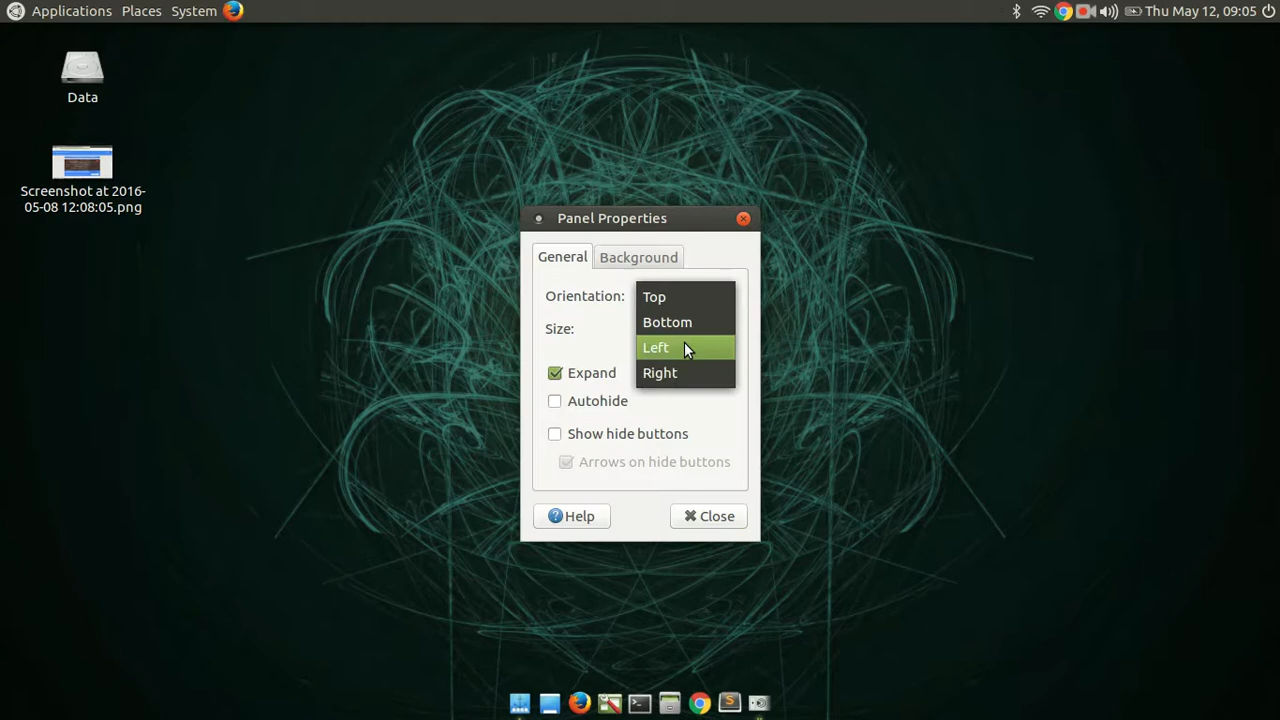 Applications Places System
Thu May 12, 09:05
Data
Screenshot at 2016-
05-08 12:08:05.png
Panel Properties
General Background
Orientation:
Top
Bottom
Left
Right
Size:
Expand
Autohide
Show hide buttons
Arrows on hide buttons
Help
Close